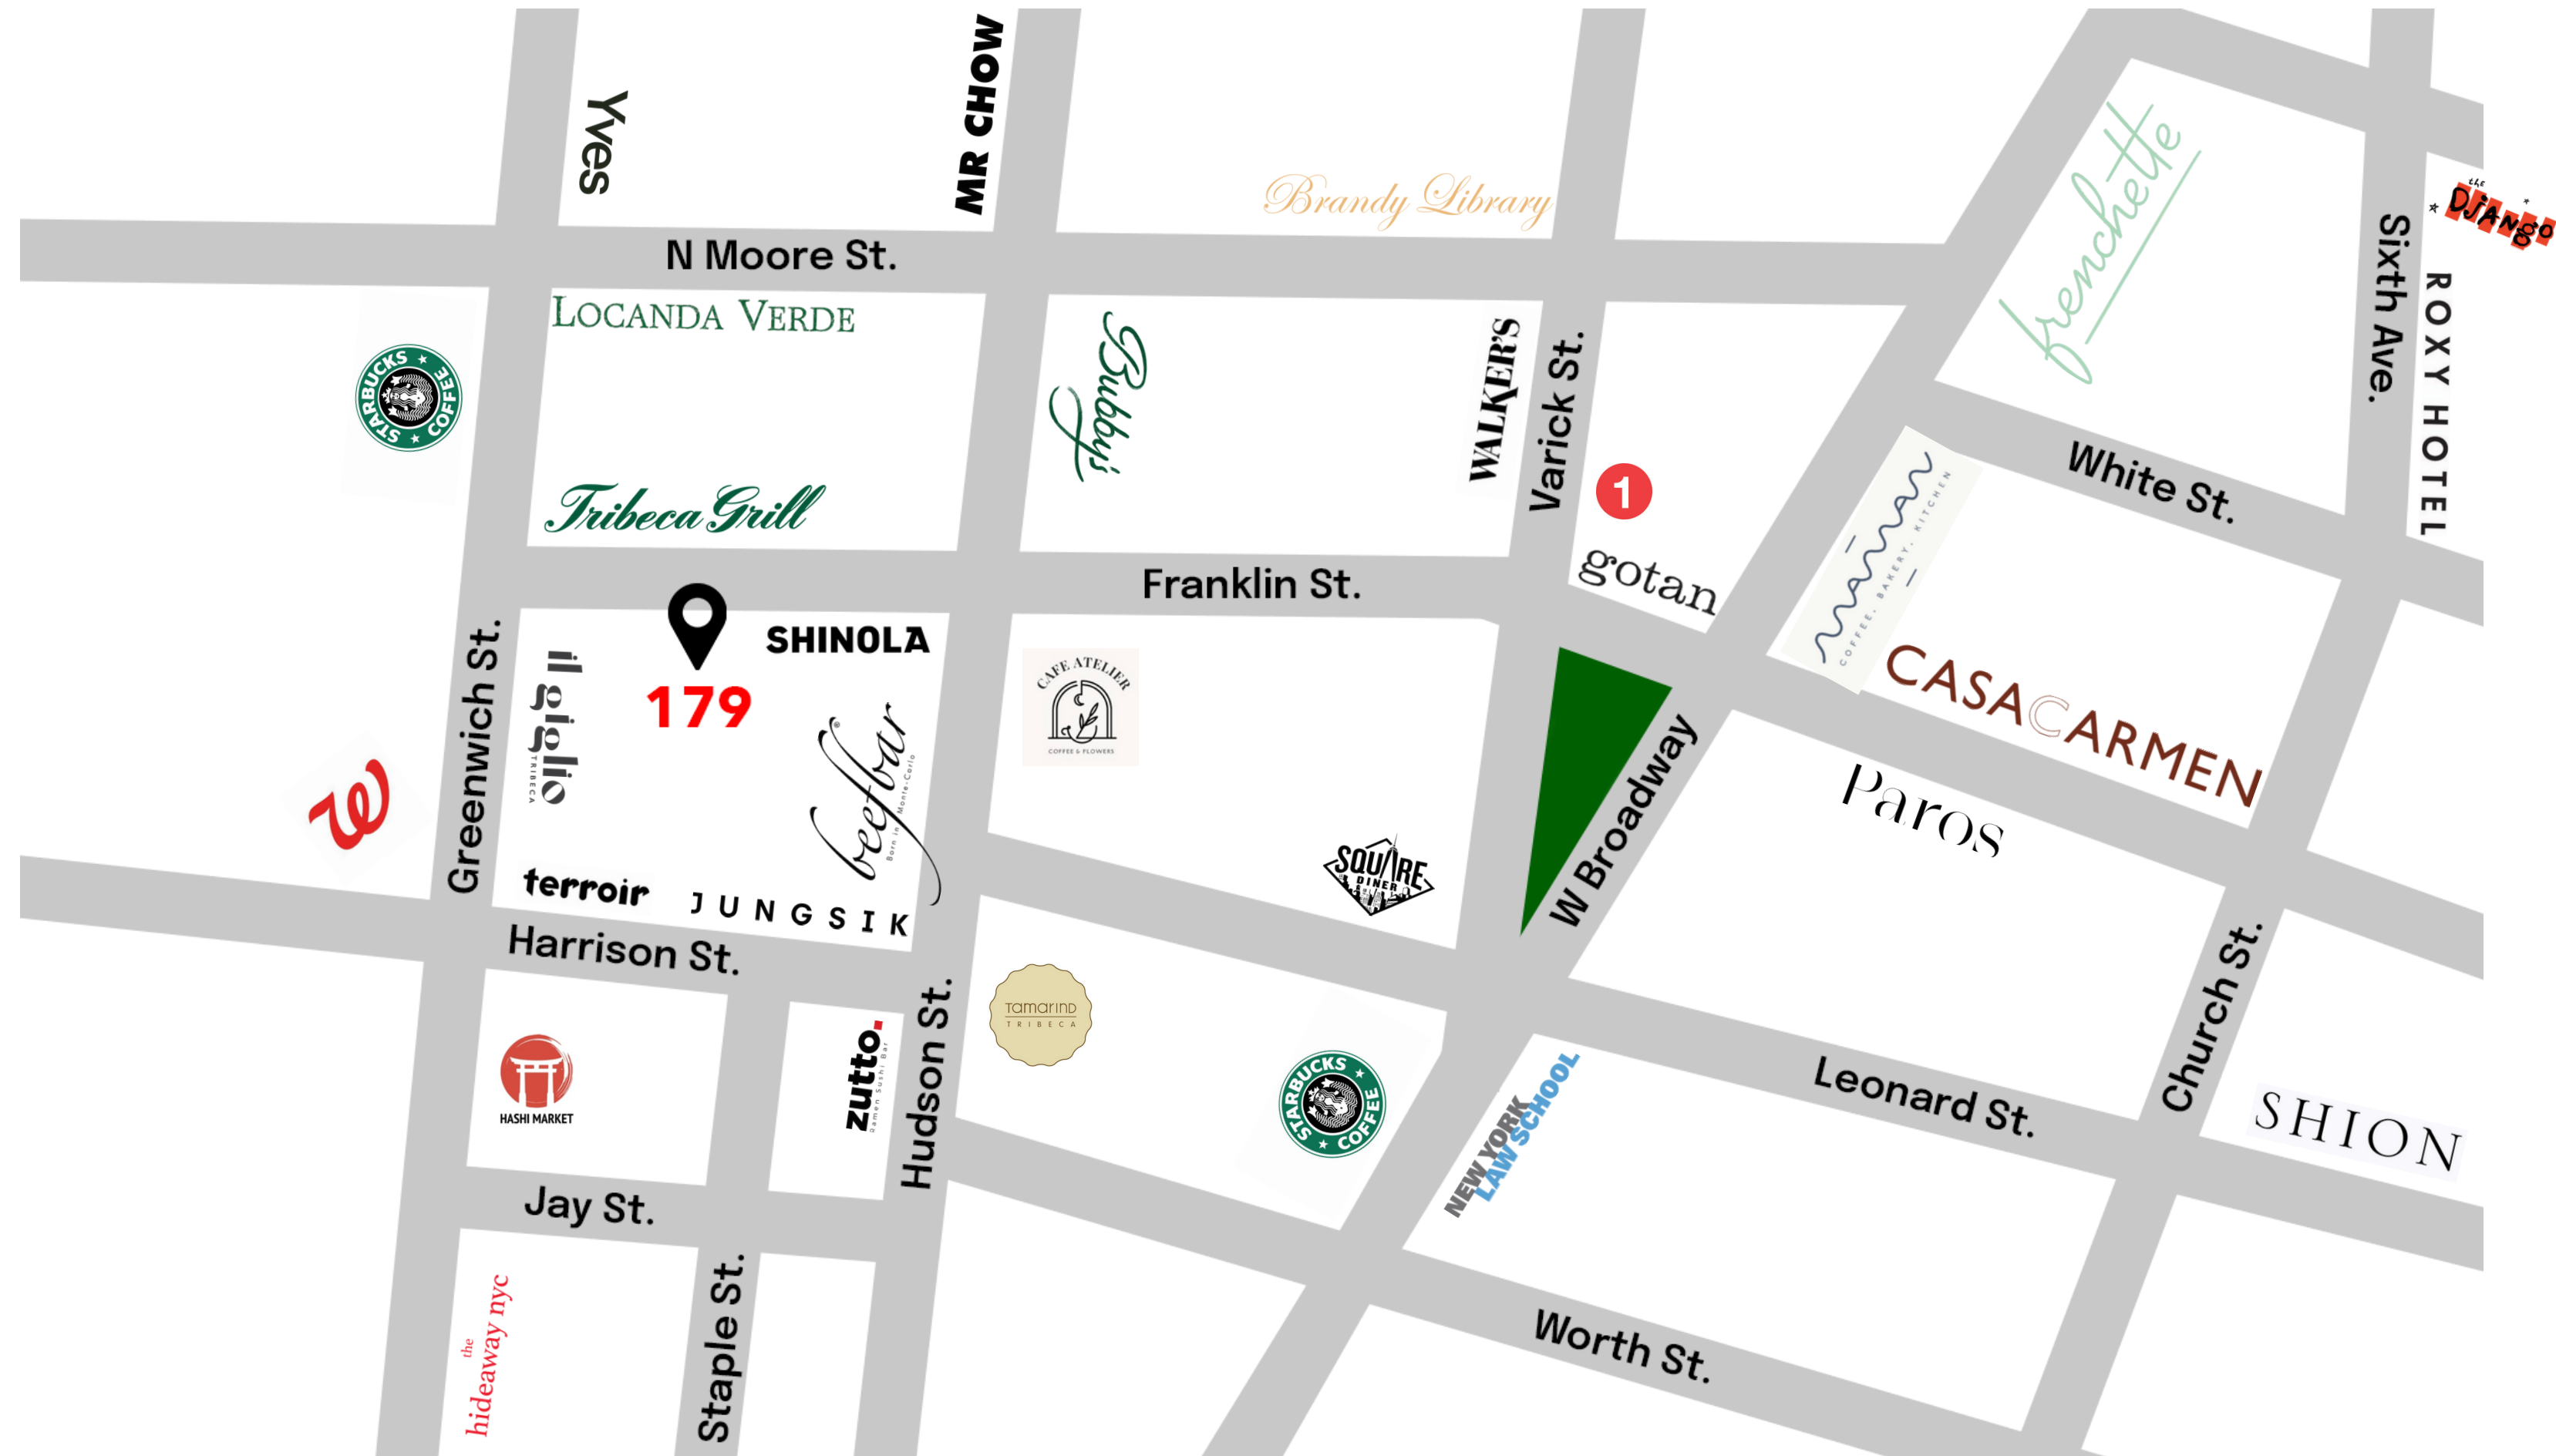 Yves
MR CHOW
Brandy Library
frenchette
the
Django
N Moore St.
Sixth Ave.
ROXY HOTEL
LOCANDA VERDE
STARBUCKS COFFEE
Bubby's
WALKER'S
Varick St.
1
White St.
Tribeca Grill
gotan
maman
COFFEE. BAKERY. KITCHEN
Franklin St.
SHINOLA
179
il giglio
TRIBECA
CAFE ATELIER
COFFEE & FLOWERS
CASA CARMEN
Greenwich St.
beefbar®
Born in Monte-Carlo
W Broadway
Paros
w
SQUARE
DINER
terroir
JUNGSIK
Harrison St.
Church St.
Hudson St.
TAMARIND
TRIBECA
HASHI MARKET
zutto.
Ramen Sushi Bar
STARBUCKS COFFEE
NEW YORK
LAW SCHOOL
Leonard St.
SHION
Jay St.
the
hideaway nyc
Staple St.
Worth St.